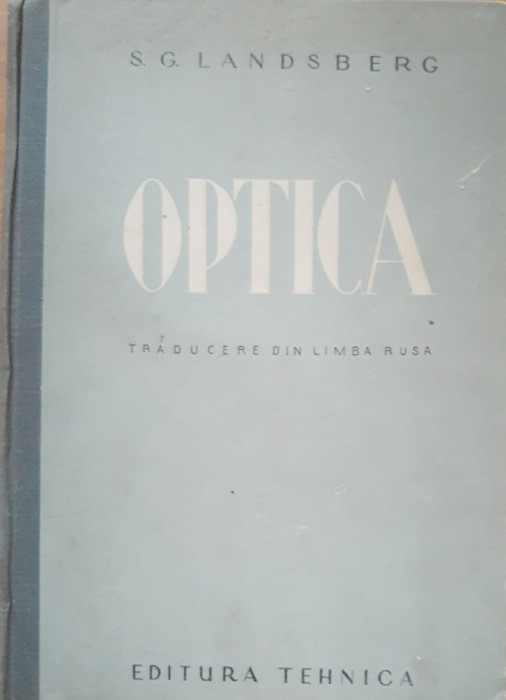 S. G. LANDSBERG
OPTICA
TRADUCERE DIN LIMBA RUSA
EDITURA TEHNICA